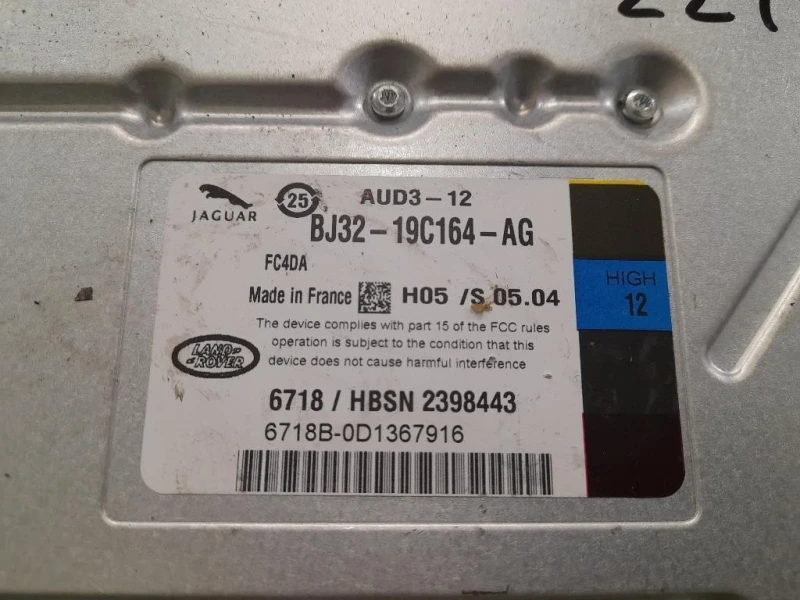 221
JAGUAR
25
AUD3-12
BJ32-19C164-AG
FC4DA
Made in France H05 /S 05.04
HIGH
12
The device complies with part 15 of the FCC rules
operation is subject to the condition that this
device does not cause harmful interference
LAND-
-ROVER
6718 / HBSN 2398443
6718B-0D1367916